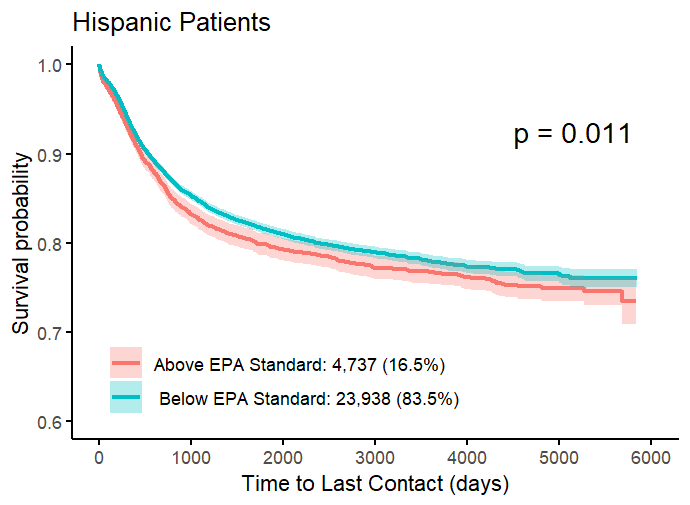 Hispanic Patients
1.0
0.9
0.8
0.7
0.6
Survival probability
p = 0.011
Above EPA Standard: 4,737 (16.5%)
Below EPA Standard: 23,938 (83.5%)
0 1000 2000 3000 4000 5000 6000
Time to Last Contact (days)